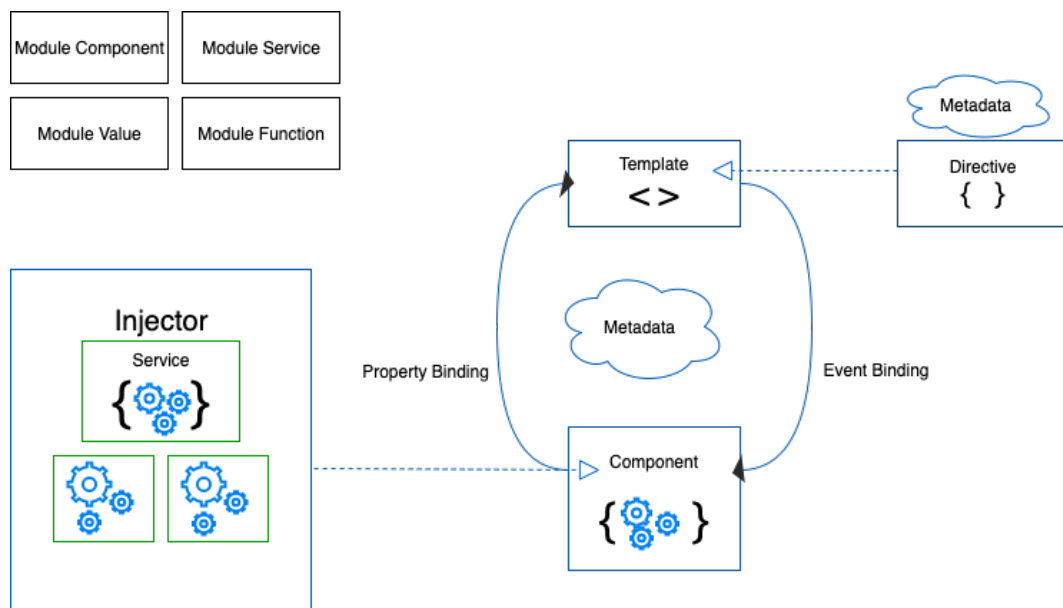 Module Component
Module Service
Module Value
Module Function
Metadata
Template
< >
Directive
{ }
Injector
Service
{ }
Metadata
Property Binding
Event Binding
Component
{ }